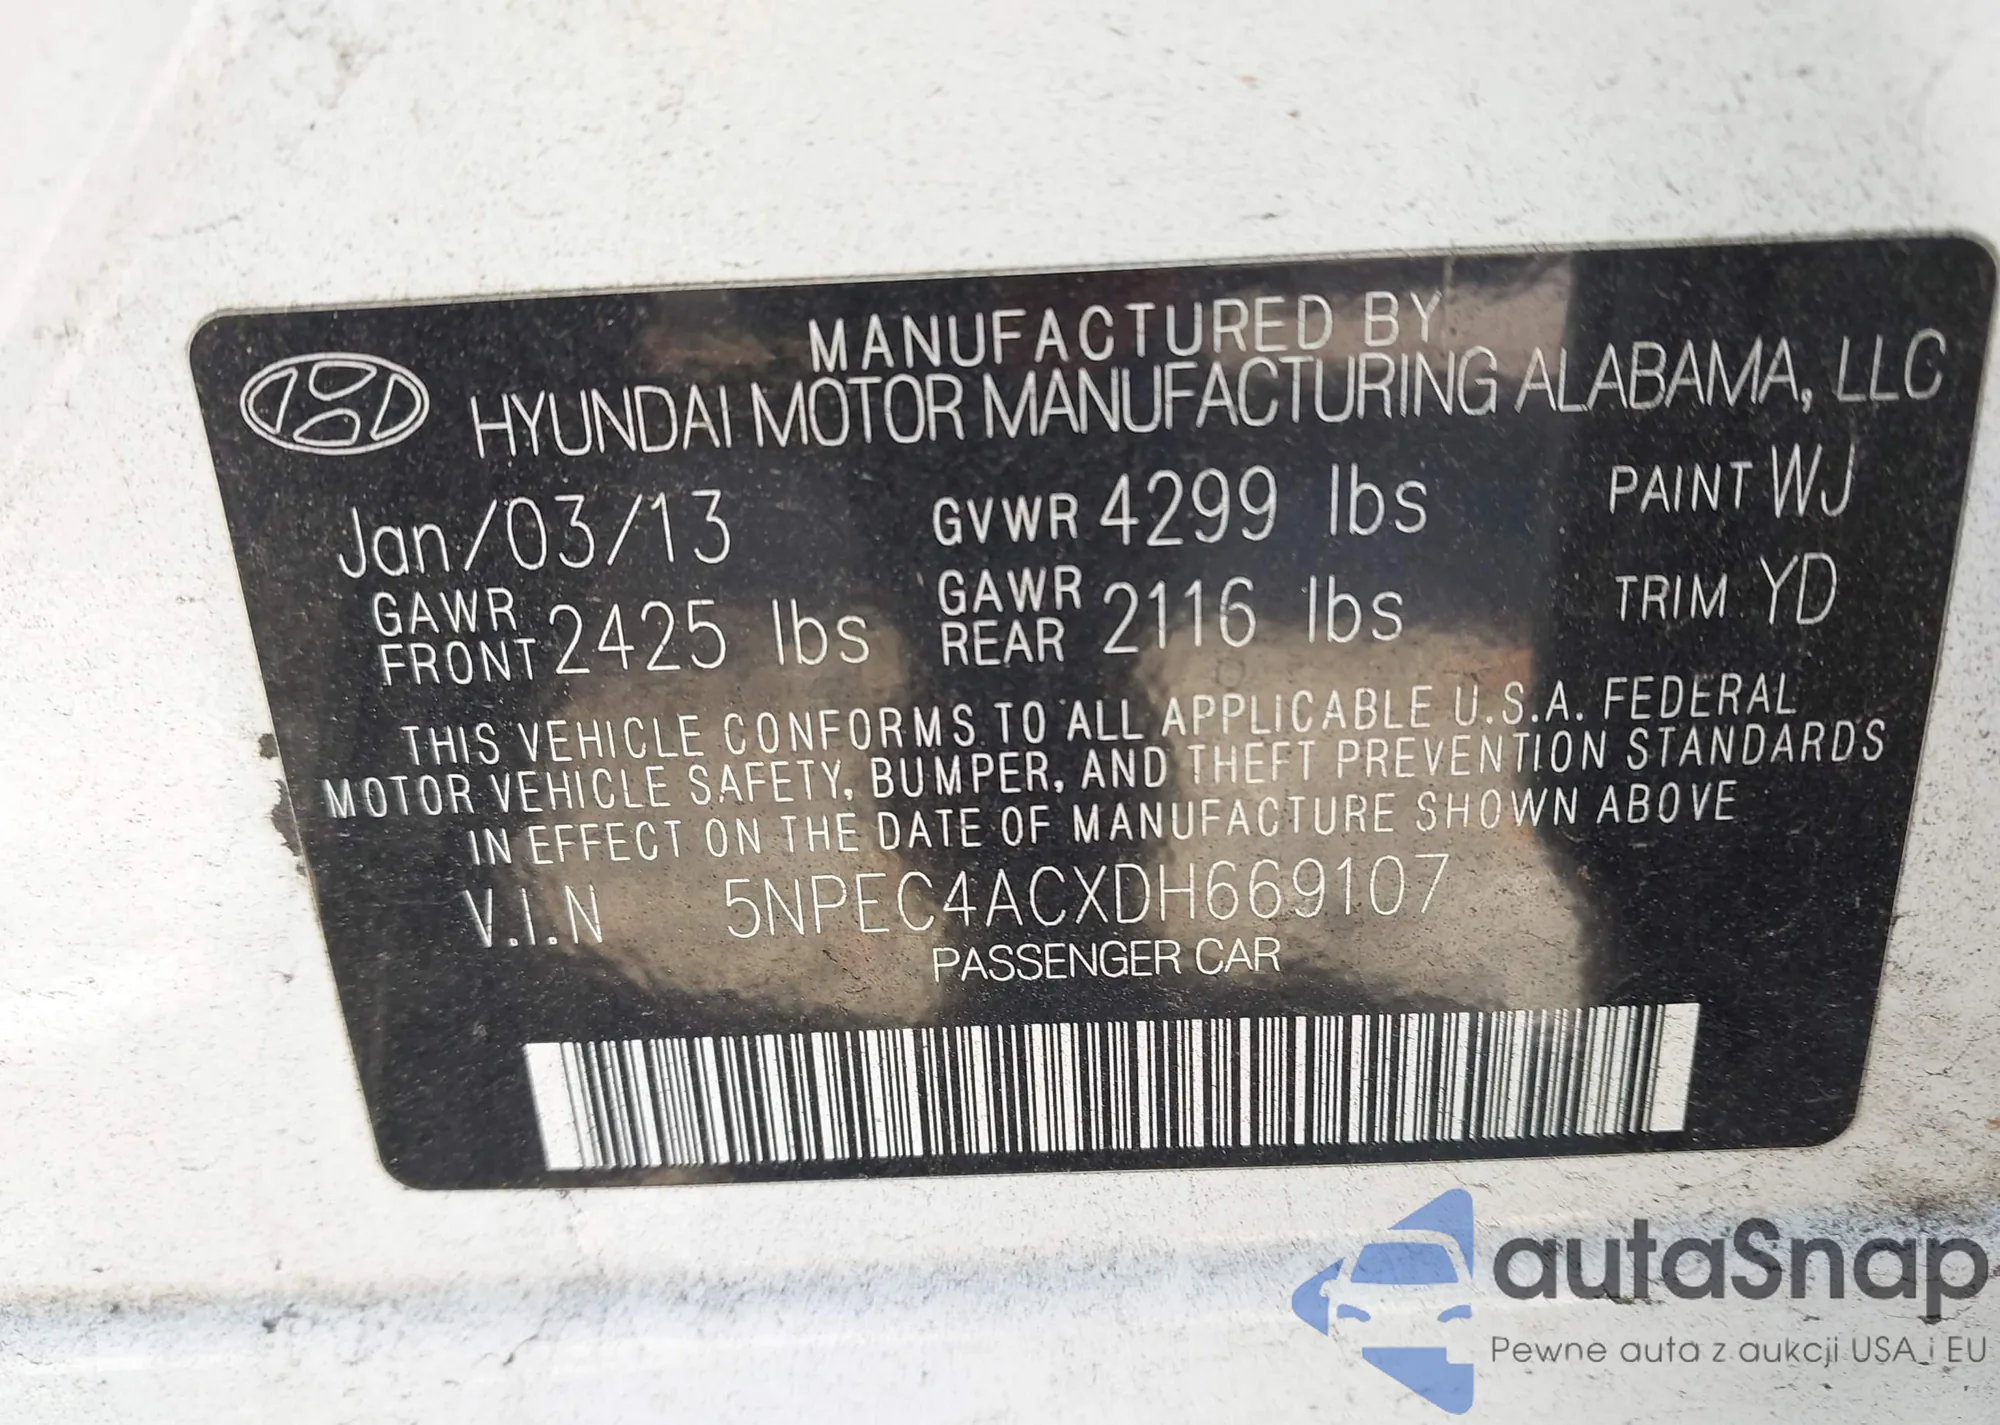 MANUFACTURED BY
HYUNDAI MOTOR MANUFACTURING ALABAMA, LLC
Jan/03/13 GVWR 4299 lbs PAINT WJ
GAWR FRONT 2425 lbs GAWR REAR 2116 lbs TRIM YD
THIS VEHICLE CONFORMS TO ALL APPLICABLE U.S.A. FEDERAL
MOTOR VEHICLE SAFETY, BUMPER, AND THEFT PREVENTION STANDARDS
IN EFFECT ON THE DATE OF MANUFACTURE SHOWN ABOVE
V.I.N 5NPEC4ACXDH669107
PASSENGER CAR
autaSnap
Pewne auta z aukcji USA i EU